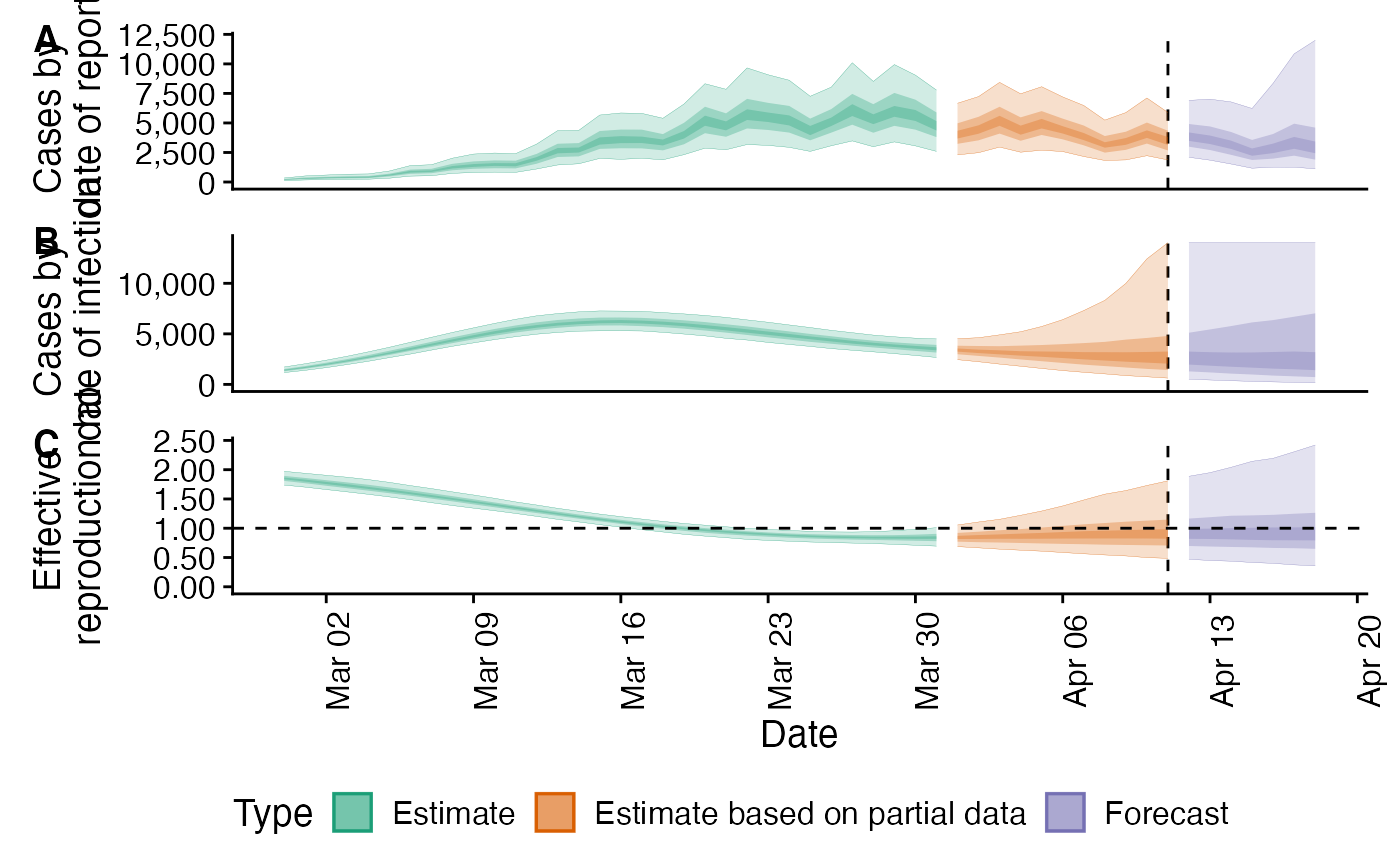 A
Cases by
date of report
12,500
10,000
7,500
5,000
2,500
0
B
Cases by
date of infection
10,000
5,000
0
C
Effective
reproduction no.
2.50
2.00
1.50
1.00
0.50
0.00
Mar 02
Mar 09
Mar 16
Mar 23
Mar 30
Apr 06
Apr 13
Apr 20
Date
Type
Estimate
Estimate based on partial data
Forecast